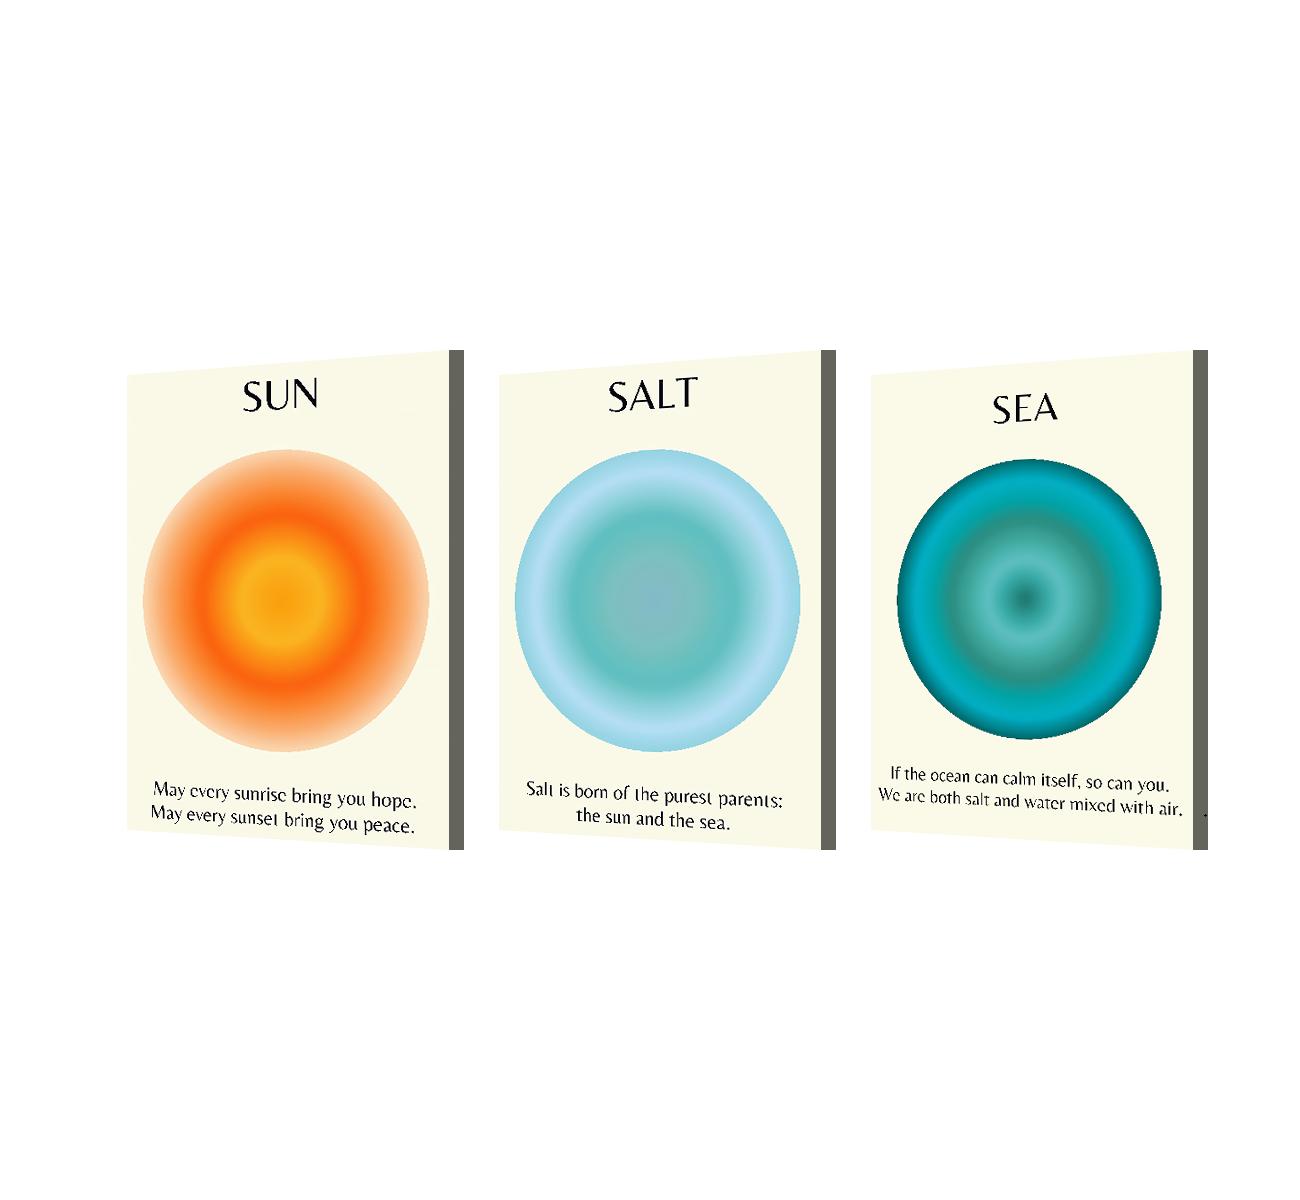 SUN
May every sunrise bring you hope.
May every sunset bring you peace.
SALT
Salt is born of the purest parents:
the sun and the sea.
SEA
If the ocean can calm itself, so can you.
We are both salt and water mixed with air.